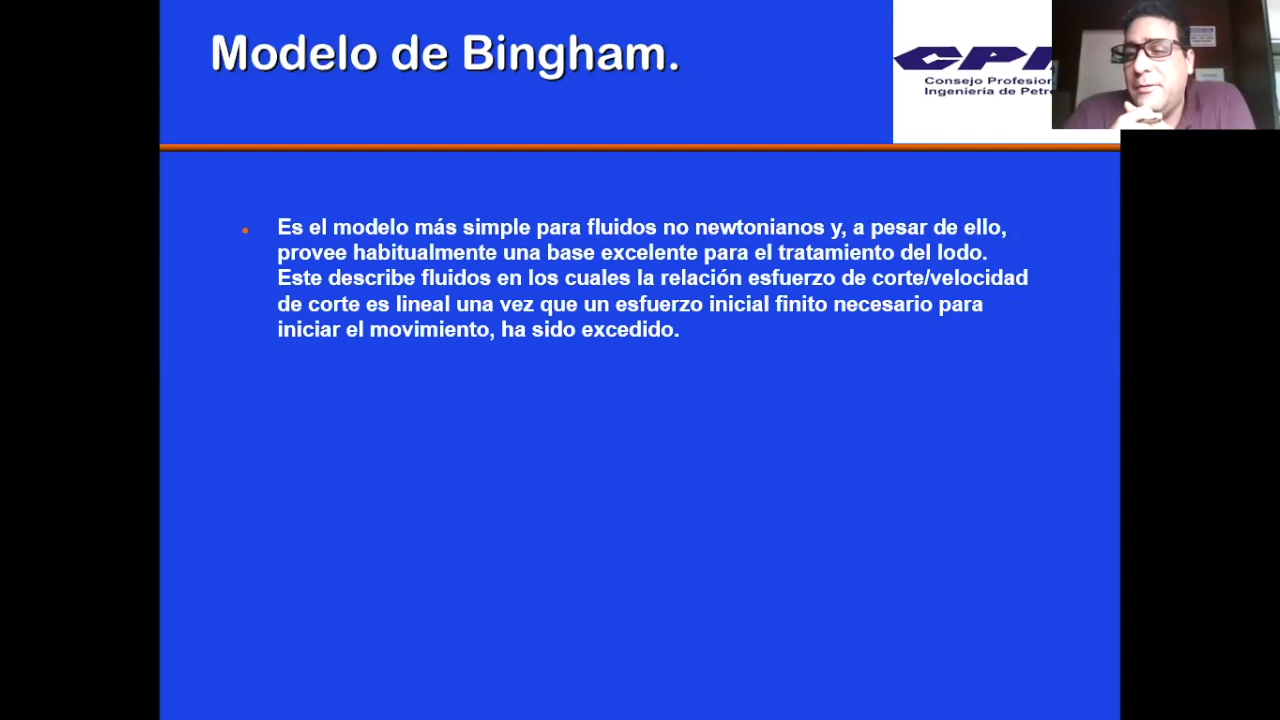 Modelo de Bingham.
Consejo
Ingeniería de
Es el modelo más simple para fluidos no newtonianos y, a pesar de ello,
provee habitualmente una base excelente para el tratamiento del lodo.
Este describe fluidos en los cuales la relación esfuerzo de corte/velocidad
de corte es lineal una vez que un esfuerzo inicial finito necesario para
iniciar el movimiento, ha sido excedido.